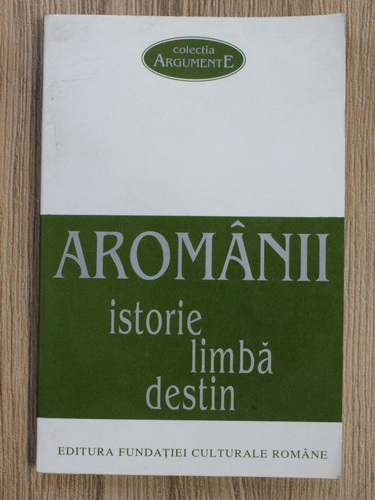 colecția
ARGUMENTE
AROMÂNII
istorie
limbă
destin
EDITURA FUNDAȚIEI CULTURALE ROMÂNE